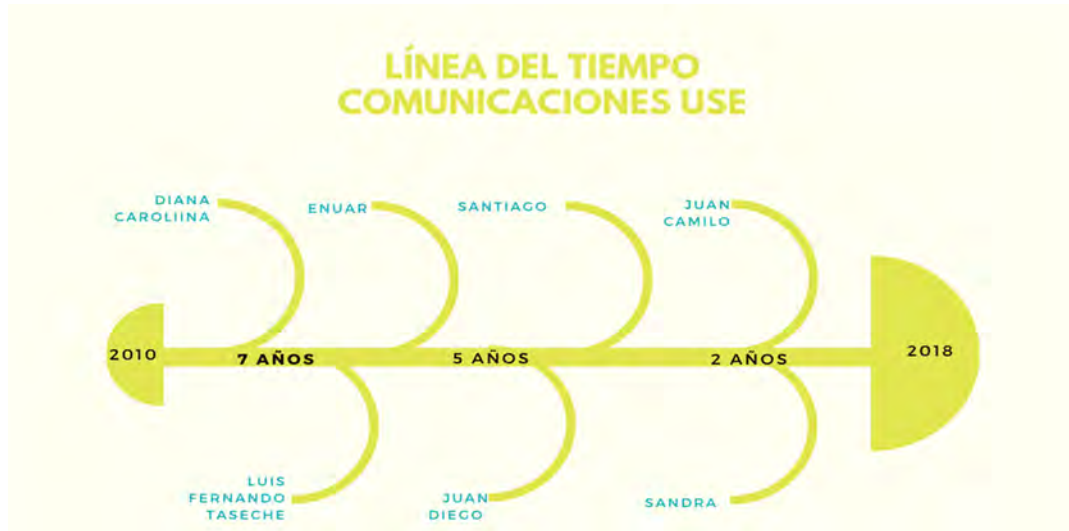 LÍNEA DEL TIEMPO
COMUNICACIONES USE
DIANA
CAROLIINA
ENUAR
SANTIAGO
JUAN
CAMILO
2010
7 AÑOS
5 AÑOS
2 AÑOS
2018
LUIS
FERNANDO
TASECHE
JUAN
DIEGO
SANDRA